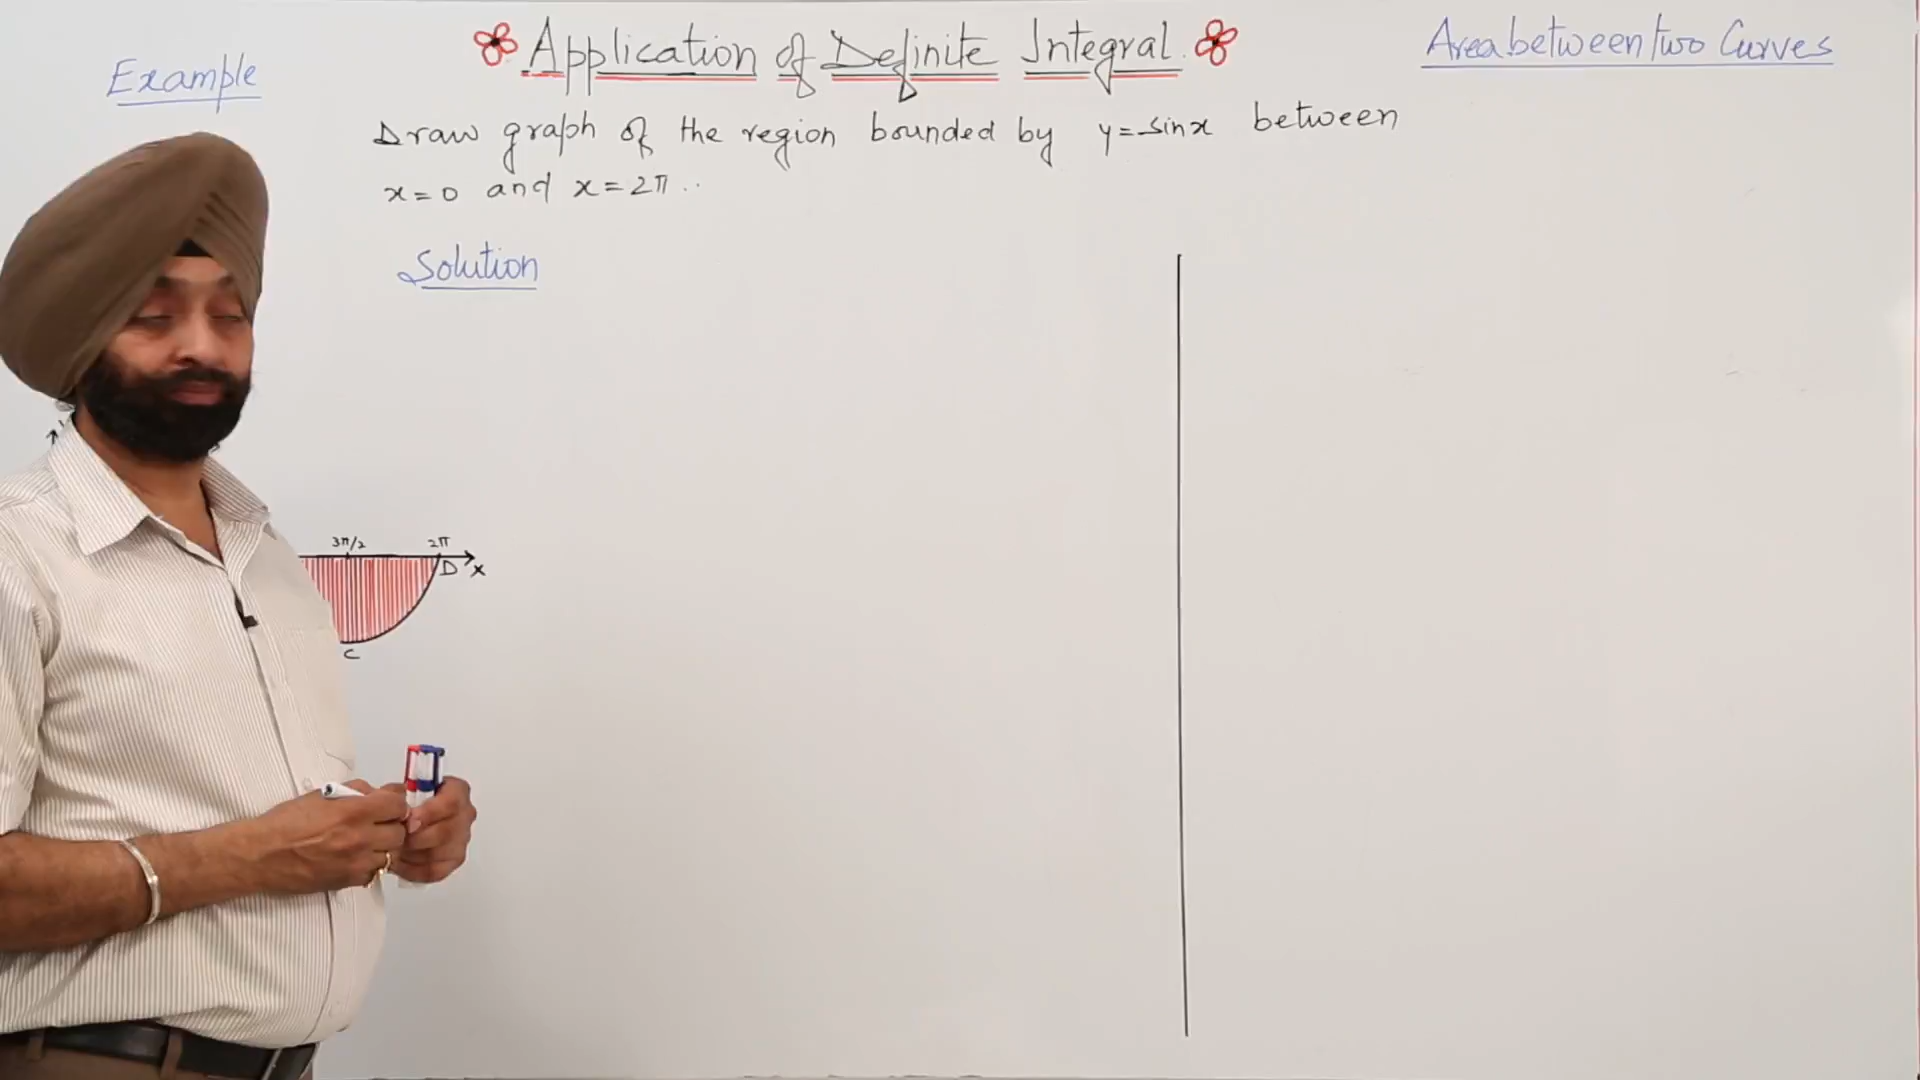 Application of Definite Integral
Area between two Curves
Example
Draw graph of the region bounded by y=sinx between
x=0 and x=2π..
Solution
3π/2 2π
D X
C